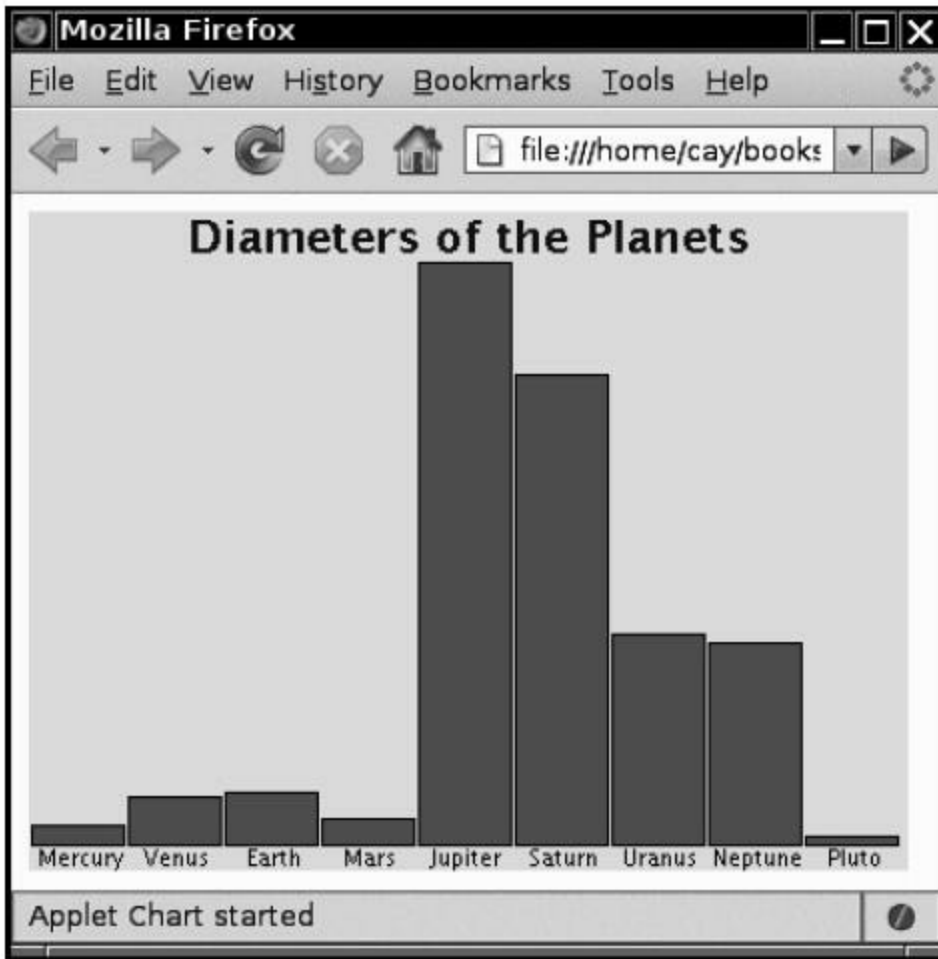 Mozilla Firefox
File Edit View History Bookmarks Tools Help
file:///home/cay/books
Diameters of the Planets
Mercury Venus Earth Mars Jupiter Saturn Uranus Neptune Pluto
Applet Chart started